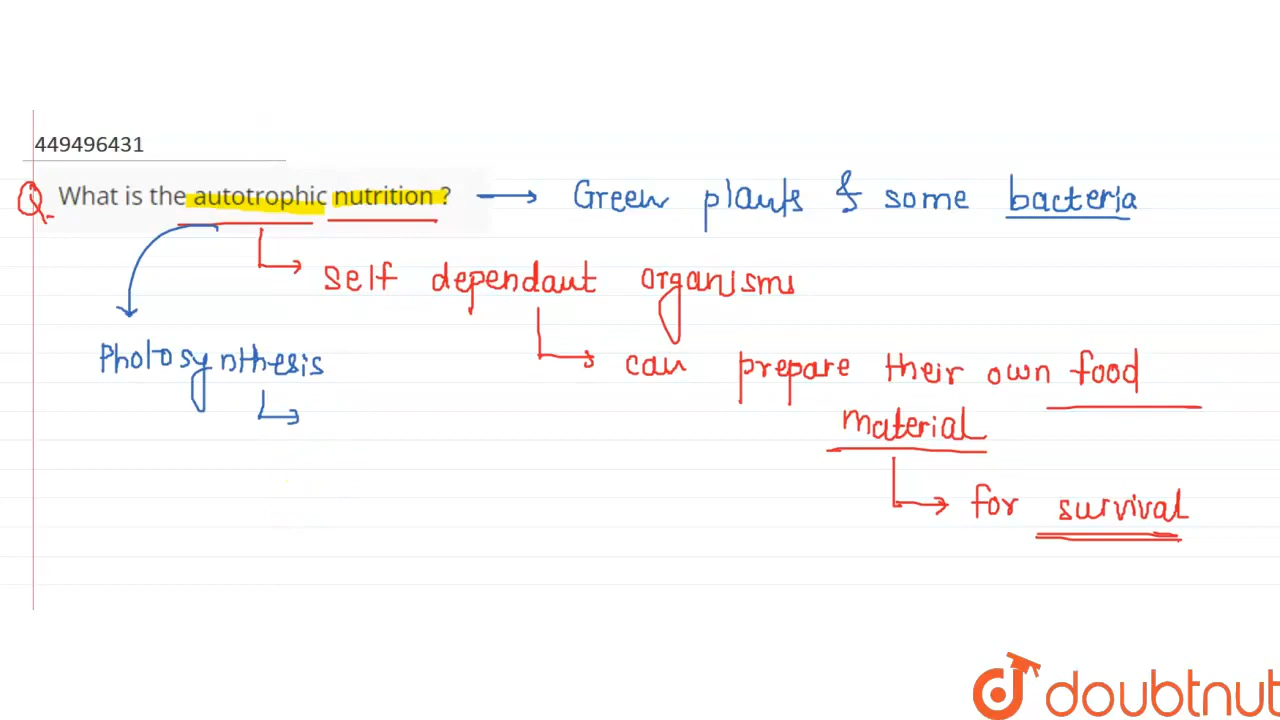 449496431
Q. What is the autotrophic nutrition ? → Green plants & some bacteria
self dependant organisms
Photosynthesis
can prepare their own food
material
for survival
doubtnut